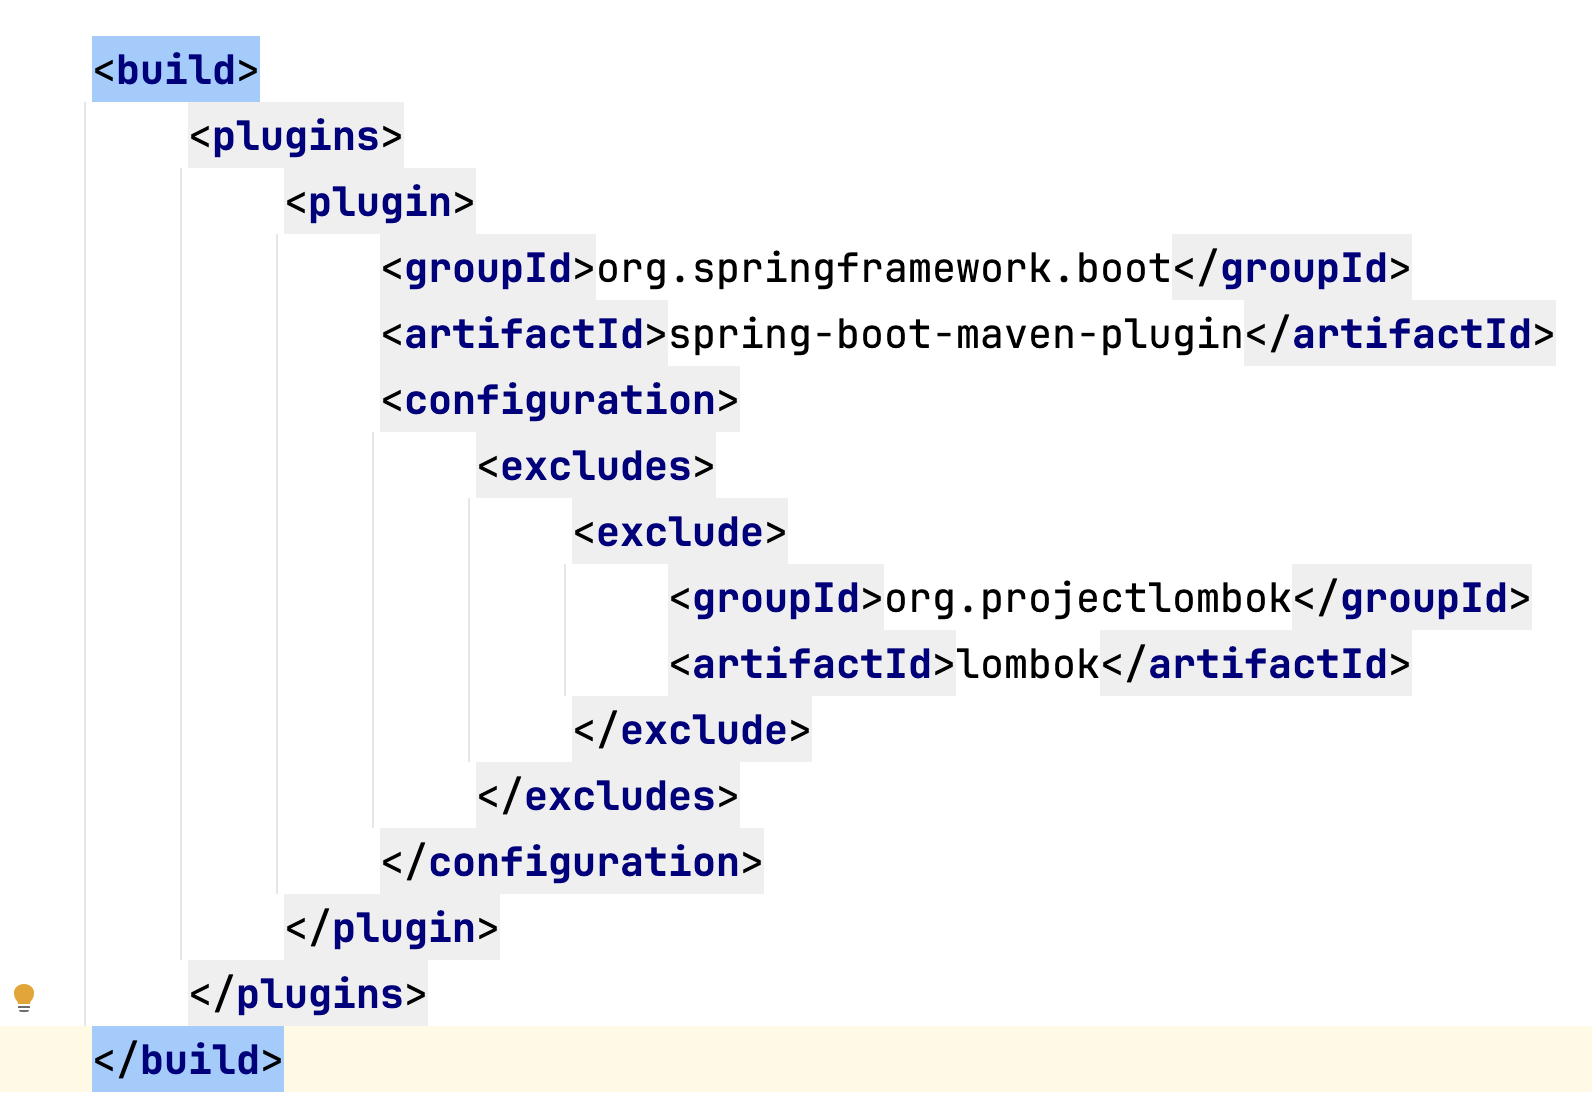 <build>
<plugins>
<plugin>
<groupId>org.springframework.boot</groupId>
<artifactId>spring-boot-maven-plugin</artifactId>
<configuration>
<excludes>
<exclude>
<groupId>org.projectlombok</groupId>
<artifactId>lombok</artifactId>
</exclude>
</excludes>
</configuration>
</plugin>
</plugins>
</build>